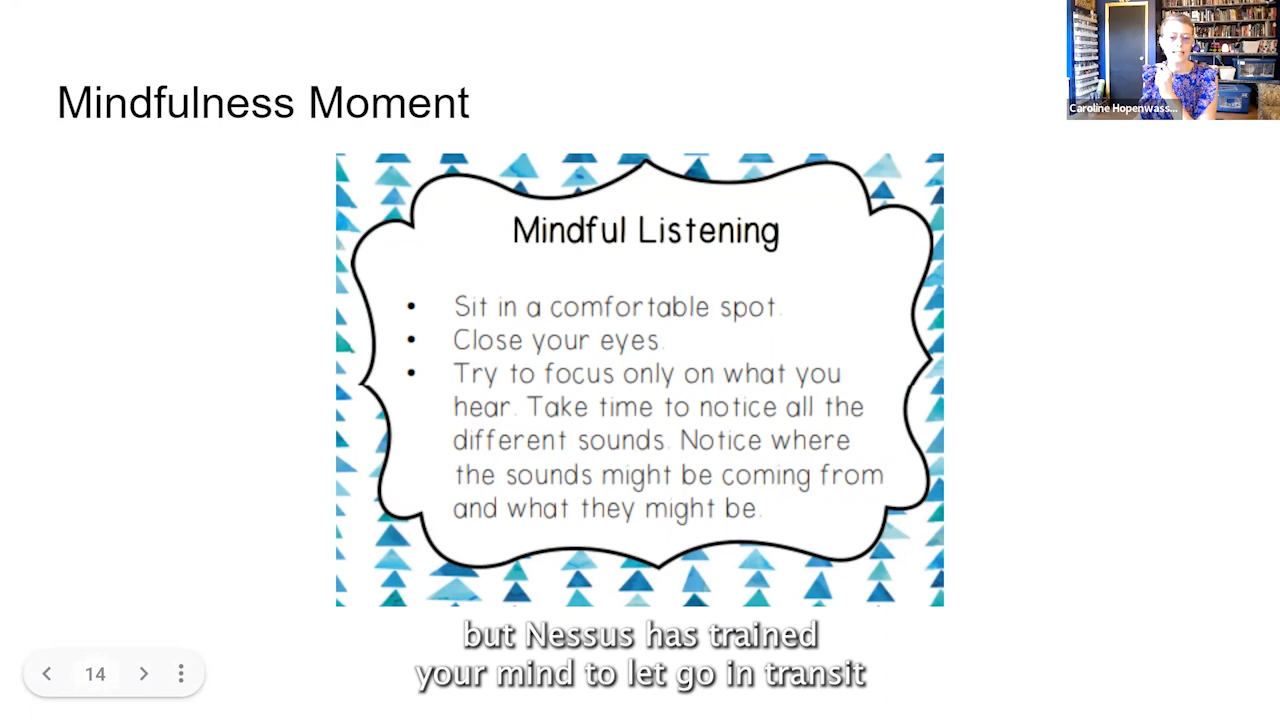 Mindfulness Moment
Caroline Hopenwass...
Mindful Listening
• Sit in a comfortable spot.
• Close your eyes.
• Try to focus only on what you
hear. Take time to notice all the
different sounds. Notice where
the sounds might be coming from
and what they might be.
but Nessus has trained
your mind to let go in transit
14